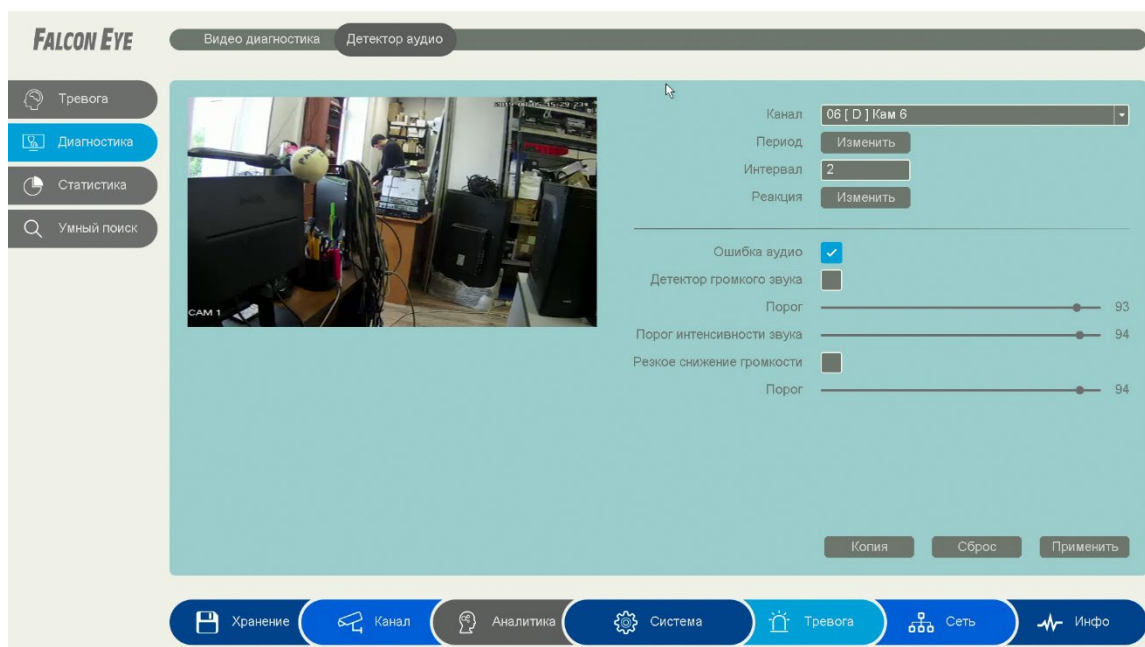 FALCON EYE
Видео диагностика
Детектор аудио
Тревога
Диагностика
Статистика
Умный поиск
CAM 1
Канал
06 [ D ] Кам 6
Период
Изменить
Интервал
2
Реакция
Изменить
Ошибка аудио
Детектор громкого звука
Порог
93
Порог интенсивности звука
94
Резкое снижение громкости
Порог
94
Копия
Сброс
Применить
Хранение
Канал
Аналитика
Система
Тревога
Сеть
Инфо